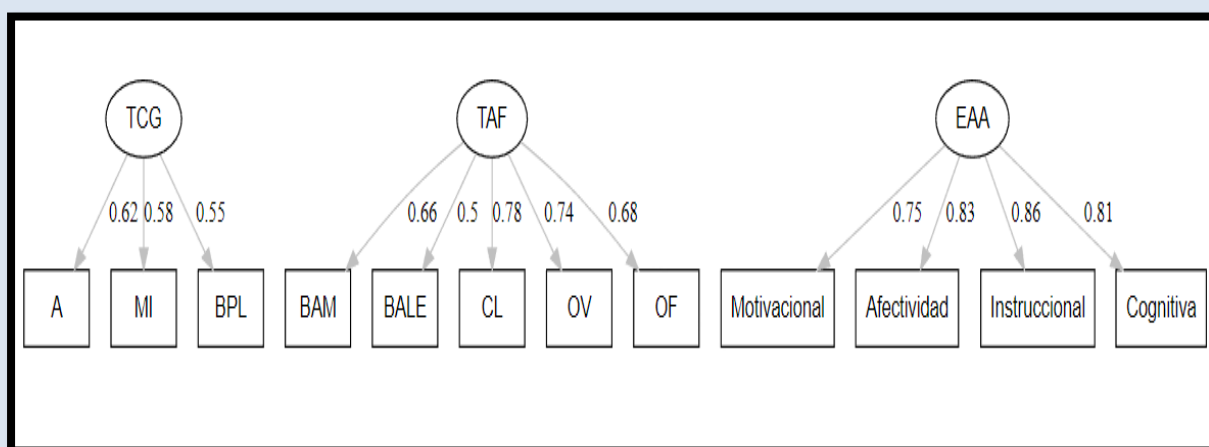 TCG TAF EAA
0.62 0.58 0.55 0.66 0.5 0.78 0.74 0.68 0.75 0.83 0.86 0.81
A MI BPL BAM BALE CL OV OF Motivacional Afectividad Instruccional Cognitiva